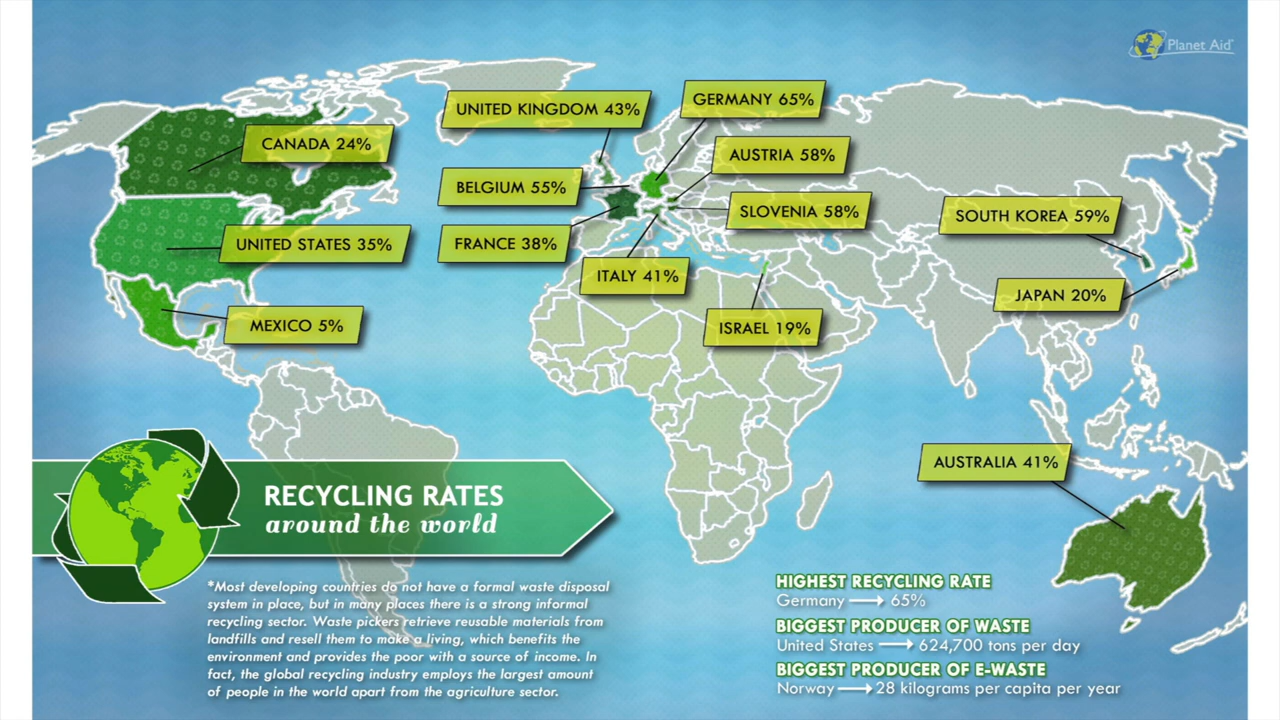 Planet Aid
UNITED KINGDOM 43%
GERMANY 65%
CANADA 24%
AUSTRIA 58%
BELGIUM 55%
SLOVENIA 58%
SOUTH KOREA 59%
UNITED STATES 35%
FRANCE 38%
ITALY 41%
JAPAN 20%
MEXICO 5%
ISRAEL 19%
AUSTRALIA 41%
RECYCLING RATES
around the world
*Most developing countries do not have a formal waste disposal
system in place, but in many places there is a strong informal
recycling sector. Waste pickers retrieve reusable materials from
landfills and resell them to make a living, which benefits the
environment and provides the poor with a source of income. In
fact, the global recycling industry employs the largest amount
of people in the world apart from the agriculture sector.
HIGHEST RECYCLING RATE
Germany → 65%
BIGGEST PRODUCER OF WASTE
United States → 624,700 tons per day
BIGGEST PRODUCER OF E-WASTE
Norway → 28 kilograms per capita per year